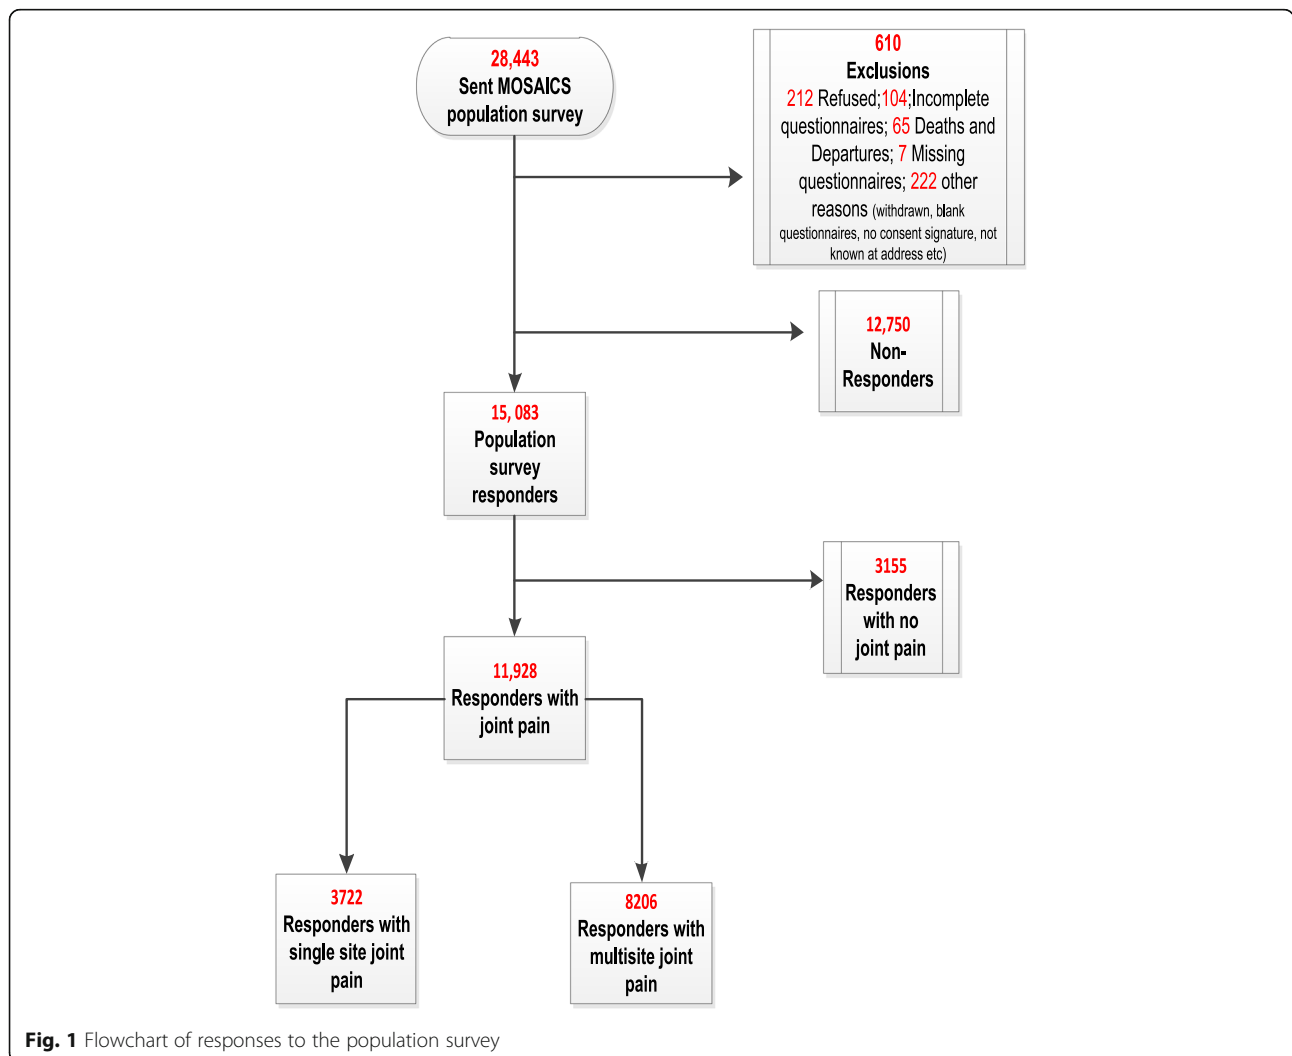 28,443
Sent MOSAICS
population survey
610
Exclusions
212 Refused;104;Incomplete
questionnaires; 65 Deaths and
Departures; 7 Missing
questionnaires; 222 other
reasons (withdrawn, blank
questionnaires, no consent signature, not
known at address etc)
12,750
Non-
Responders
15, 083
Population
survey
responders
3155
Responders
with no
joint pain
11,928
Responders with
joint pain
3722
Responders with
single site joint
pain
8206
Responders with
multisite joint
pain
Fig. 1 Flowchart of responses to the population survey